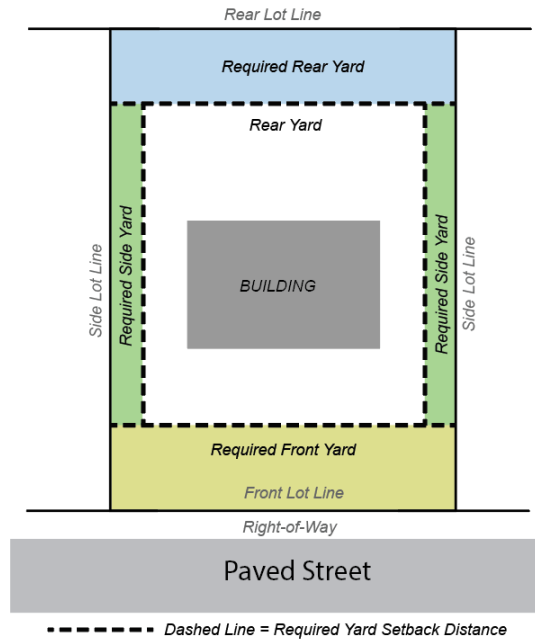 Rear Lot Line
Required Rear Yard
Rear Yard
Side Lot Line
Required Side Yard
BUILDING
Required Side Yard
Side Lot Line
Required Front Yard
Front Lot Line
Right-of-Way
Paved Street
Dashed Line = Required Yard Setback Distance